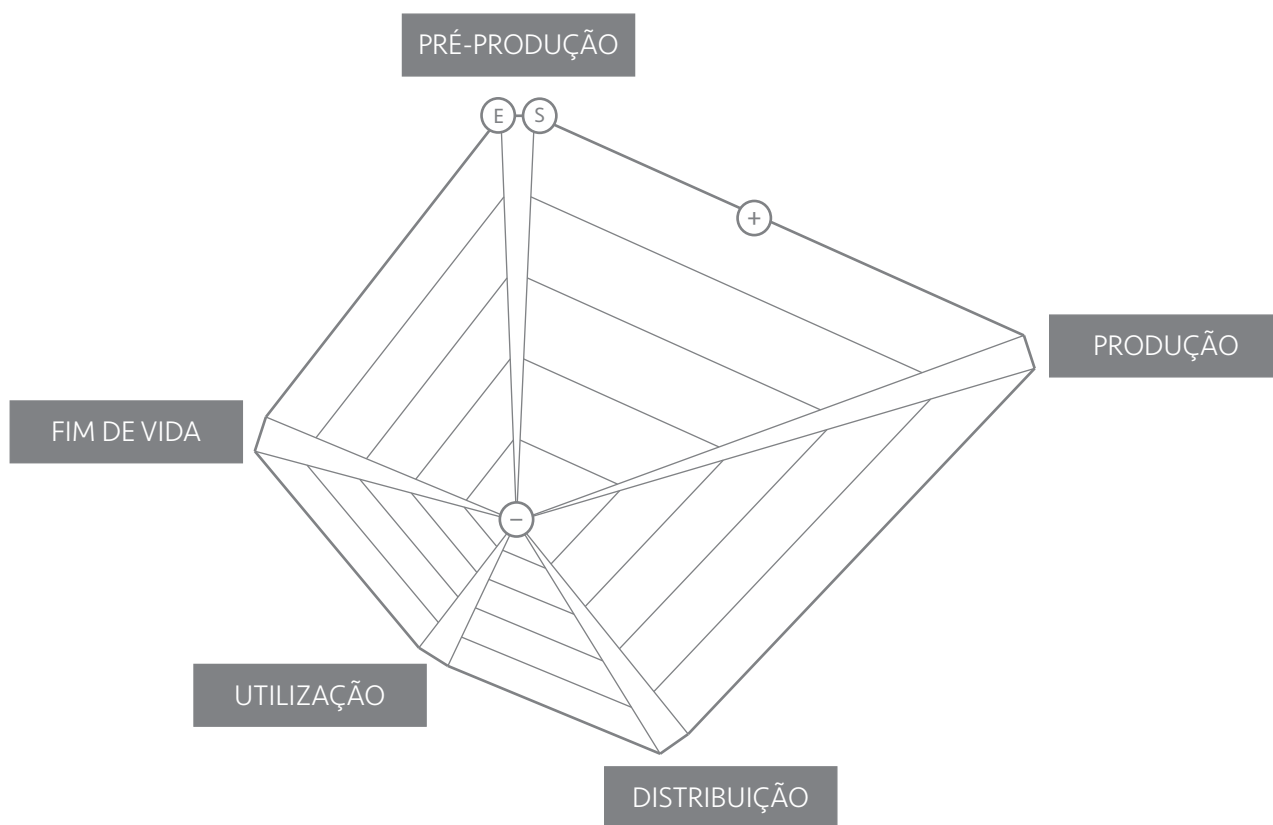 PRÉ-PRODUÇÃO
E S
+
PRODUÇÃO
FIM DE VIDA
−
UTILIZAÇÃO
DISTRIBUIÇÃO